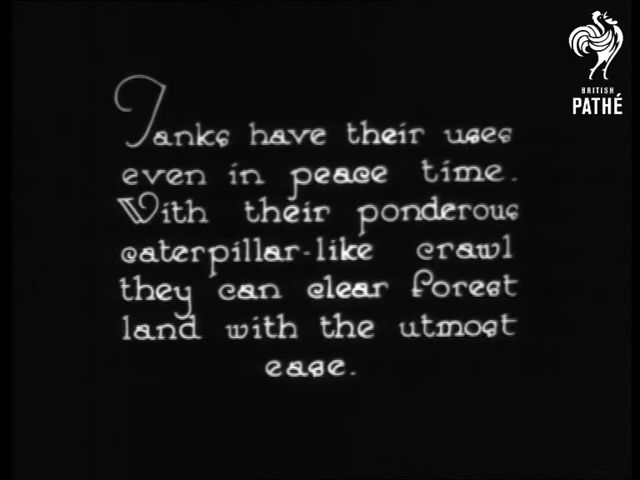 BRITISH
PATHÉ
Tanks have their uses
even in peace time.
With their ponderous
caterpillar-like crawl
they can clear forest
land with the utmost
ease.